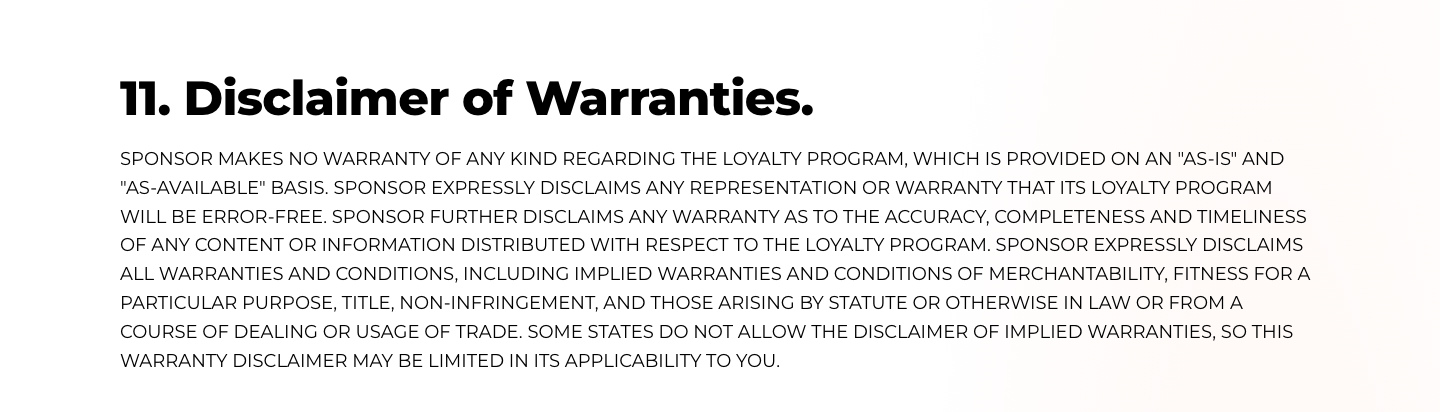 11. Disclaimer of Warranties.
SPONSOR MAKES NO WARRANTY OF ANY KIND REGARDING THE LOYALTY PROGRAM, WHICH IS PROVIDED ON AN "AS-IS" AND
"AS-AVAILABLE" BASIS. SPONSOR EXPRESSLY DISCLAIMS ANY REPRESENTATION OR WARRANTY THAT ITS LOYALTY PROGRAM
WILL BE ERROR-FREE. SPONSOR FURTHER DISCLAIMS ANY WARRANTY AS TO THE ACCURACY, COMPLETENESS AND TIMELINESS
OF ANY CONTENT OR INFORMATION DISTRIBUTED WITH RESPECT TO THE LOYALTY PROGRAM. SPONSOR EXPRESSLY DISCLAIMS
ALL WARRANTIES AND CONDITIONS, INCLUDING IMPLIED WARRANTIES AND CONDITIONS OF MERCHANTABILITY, FITNESS FOR A
PARTICULAR PURPOSE, TITLE, NON-INFRINGEMENT, AND THOSE ARISING BY STATUTE OR OTHERWISE IN LAW OR FROM A
COURSE OF DEALING OR USAGE OF TRADE. SOME STATES DO NOT ALLOW THE DISCLAIMER OF IMPLIED WARRANTIES, SO THIS
WARRANTY DISCLAIMER MAY BE LIMITED IN ITS APPLICABILITY TO YOU.